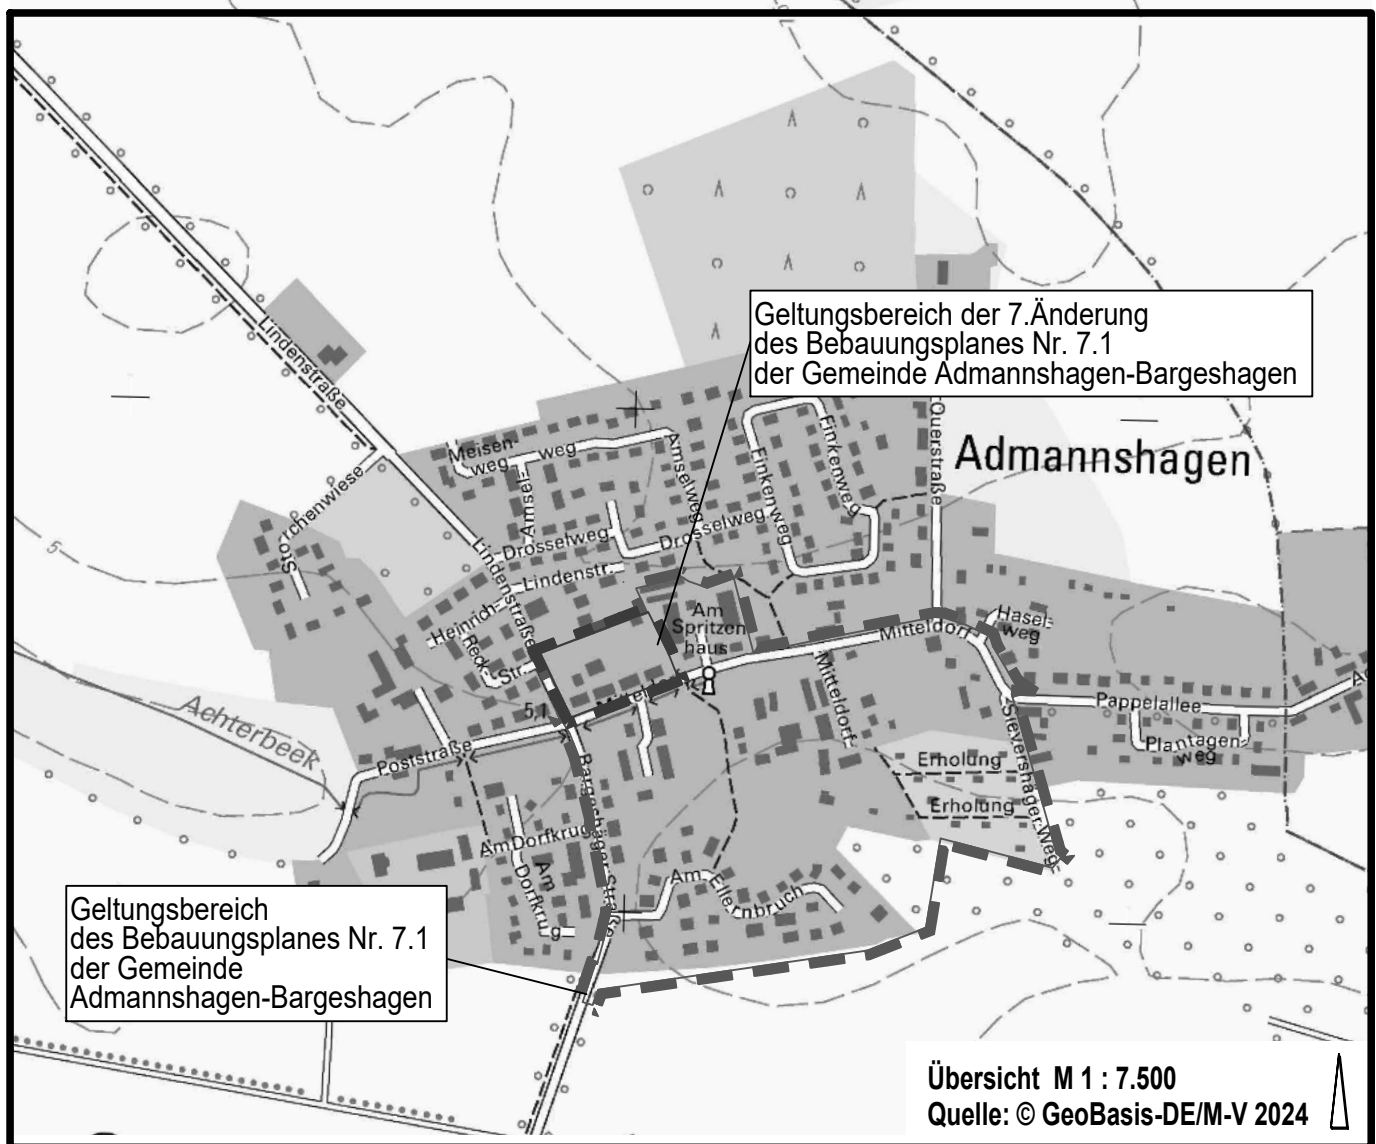 Geltungsbereich der 7.Änderung
des Bebauungsplanes Nr. 7.1
der Gemeinde Admannshagen-Bargeshagen
Lindenstraße
Admannshagen
Querstraße
Finkenweg
Finkenweg
Meisen-
weg
weg
Amselweg
Amsel-
Storchenwiese
Drosselweg
Drosselweg
Lindenstraße
Lindenstr.
Heinrich-
Reck-
Str.
Am
Spritzen
haus
Mitteldorf
Hasel-
weg
Mitteldorf
Mitteldorf
5
5,1
Achterbeek
Poststraße
Pappelallee
Plantagen
weg
Sievershäger Weg
Erholung
Erholung
Bargeshäger Straße
Am Dorfkrug
Am
Dorfkrug
Am
Ellernbruch
Geltungsbereich
des Bebauungsplanes Nr. 7.1
der Gemeinde
Admannshagen-Bargeshagen
Übersicht M 1 : 7.500
Quelle: © GeoBasis-DE/M-V 2024